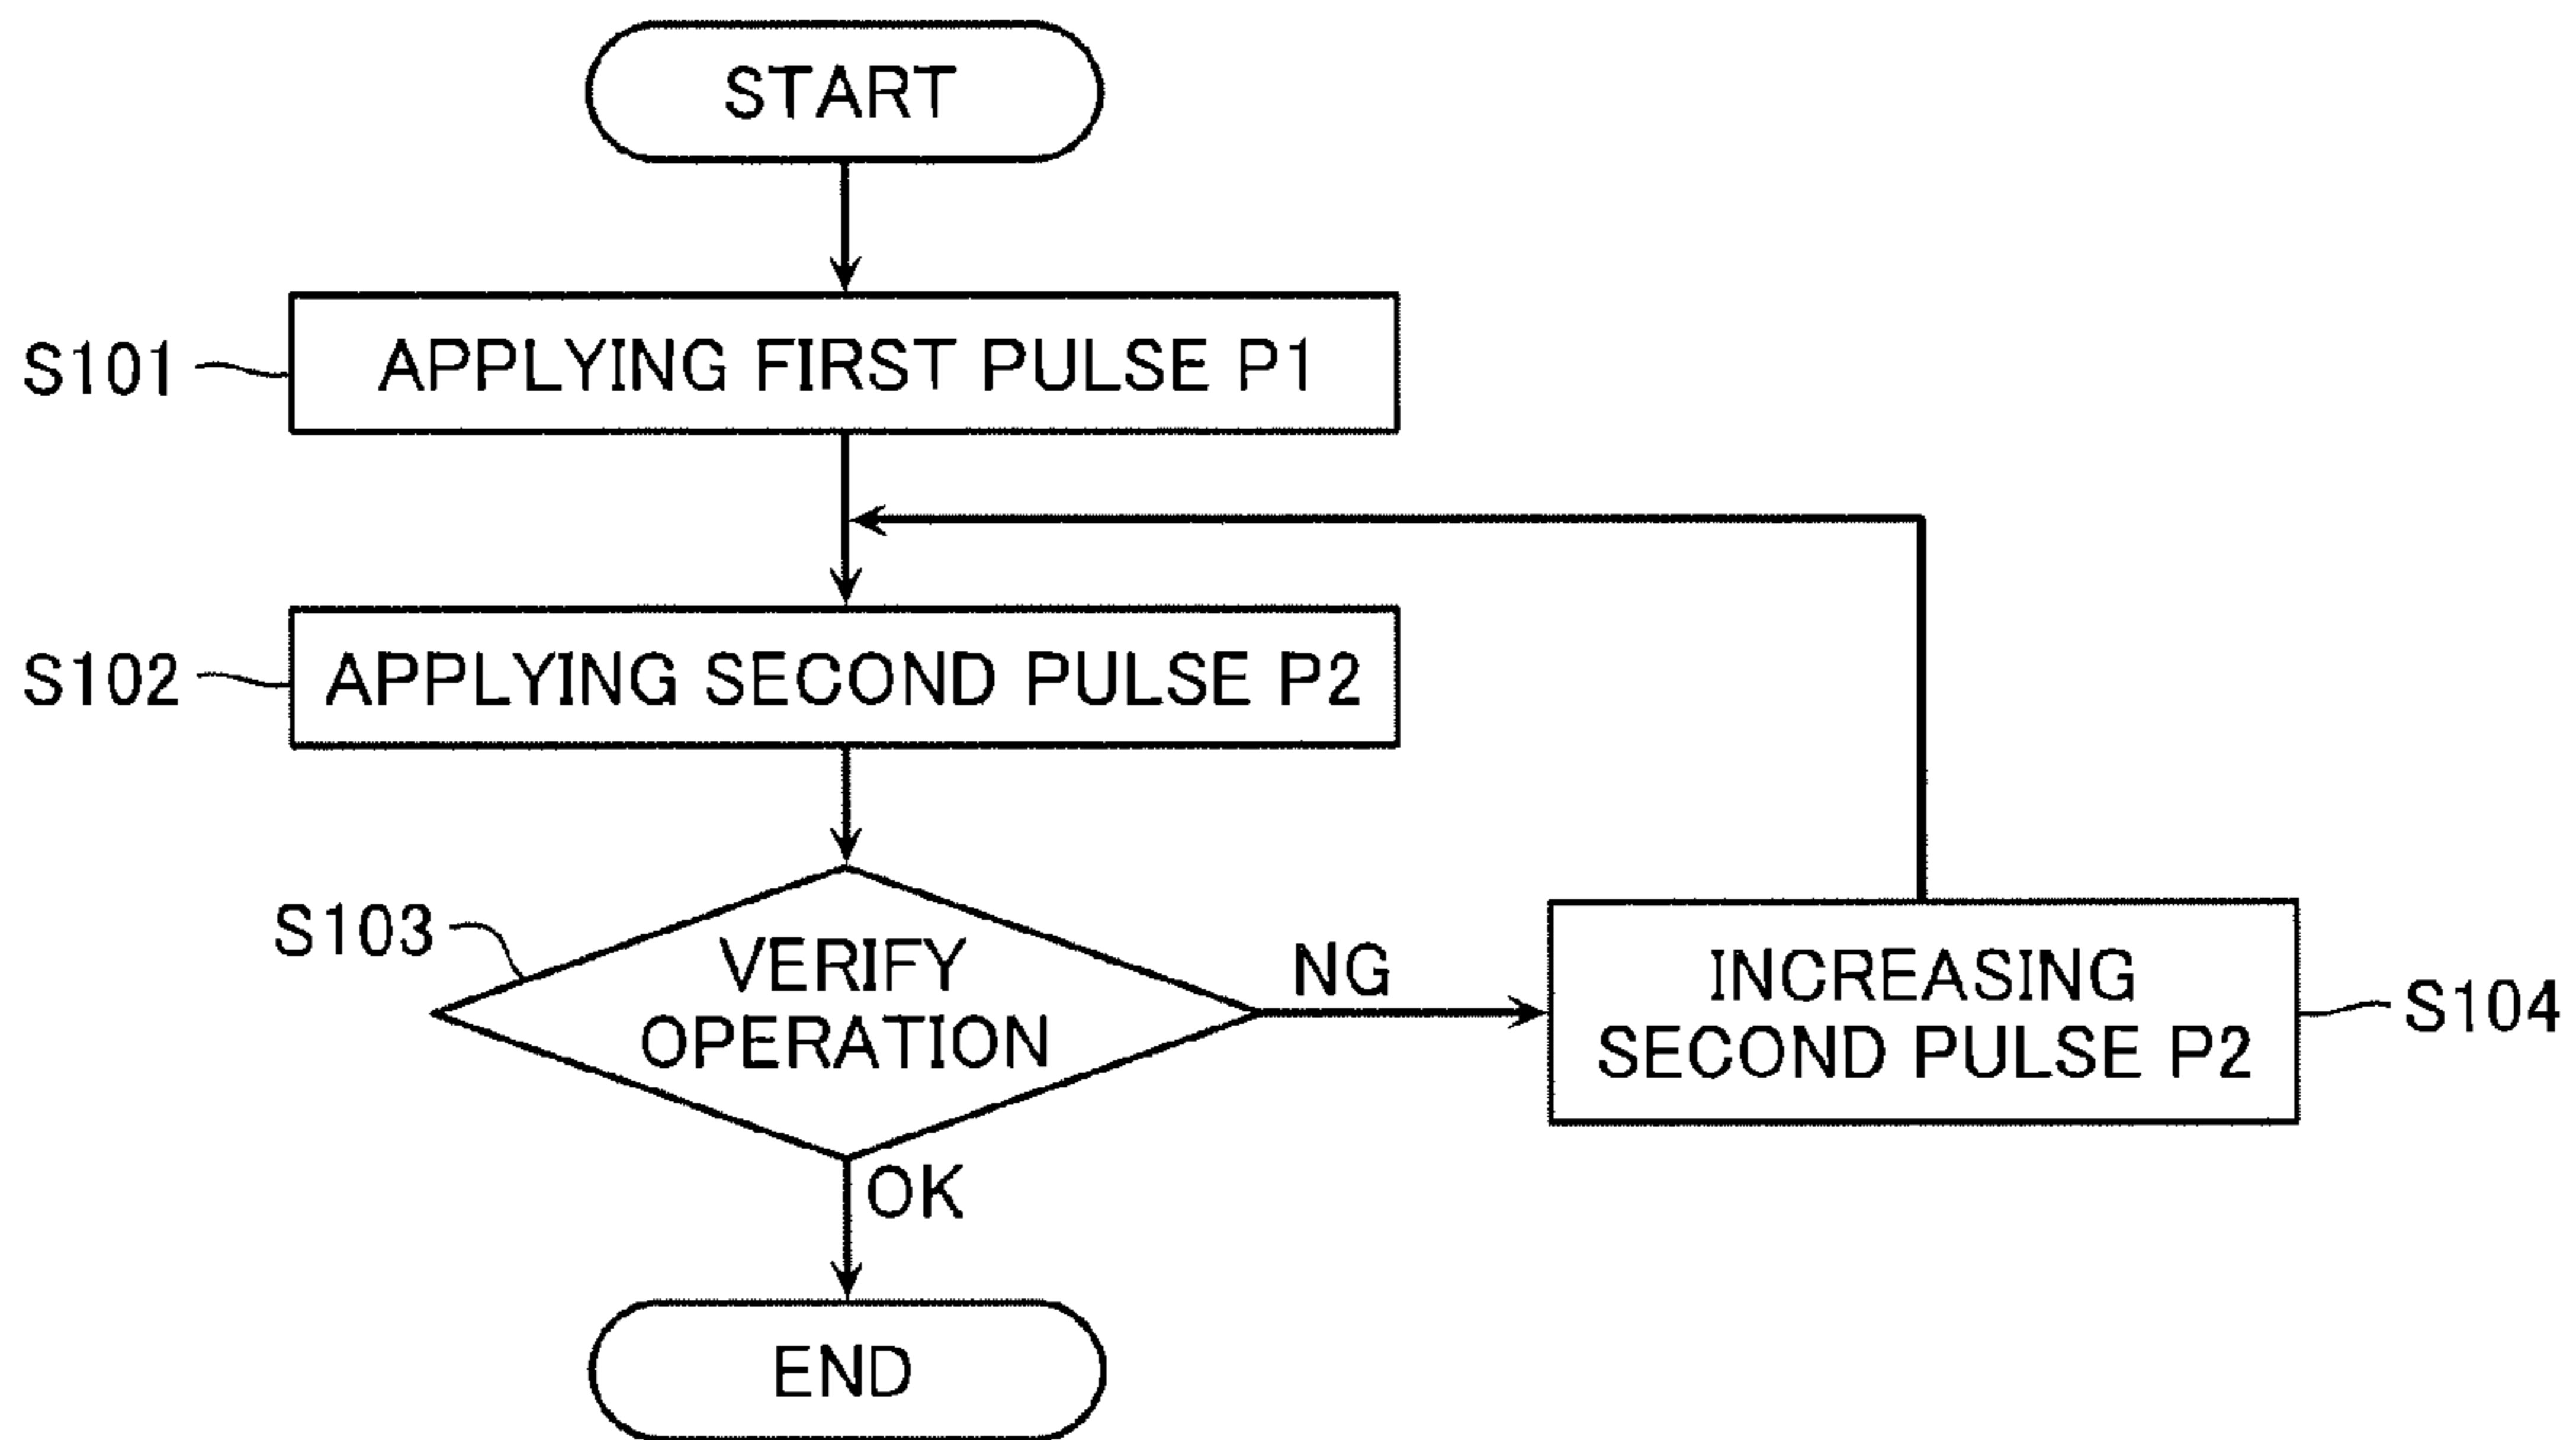 START
S101
APPLYING FIRST PULSE P1
S102
APPLYING SECOND PULSE P2
S103
VERIFY
OPERATION
NG
INCREASING
SECOND PULSE P2
S104
OK
END